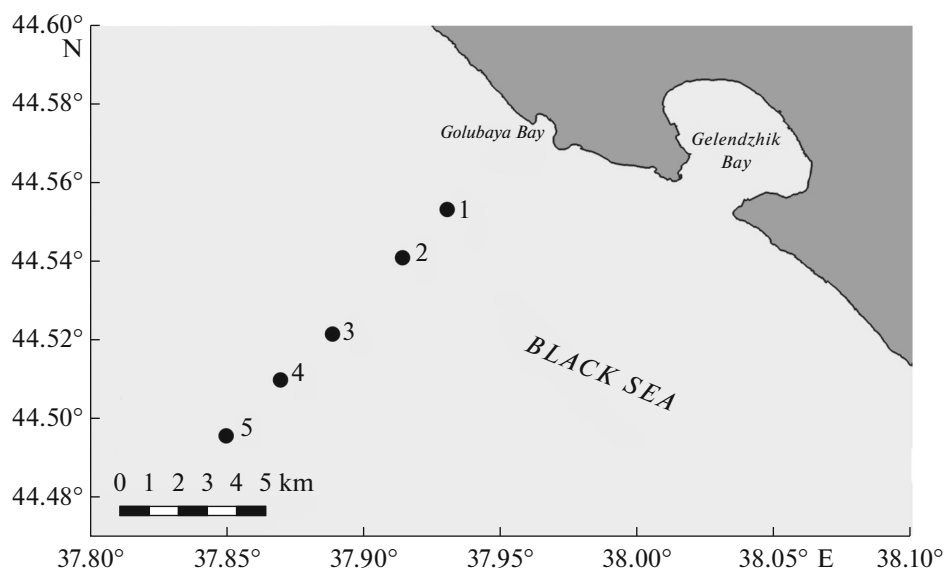 44.60°
N
44.58°
Golubaya Bay
Gelendzhik
Bay
44.56°
1
2
44.54°
3
44.52°
BLACK SEA
4
44.50°
5
0 1 2 3 4 5 km
44.48°
37.80° 37.85° 37.90° 37.95° 38.00° 38.05° E 38.10°